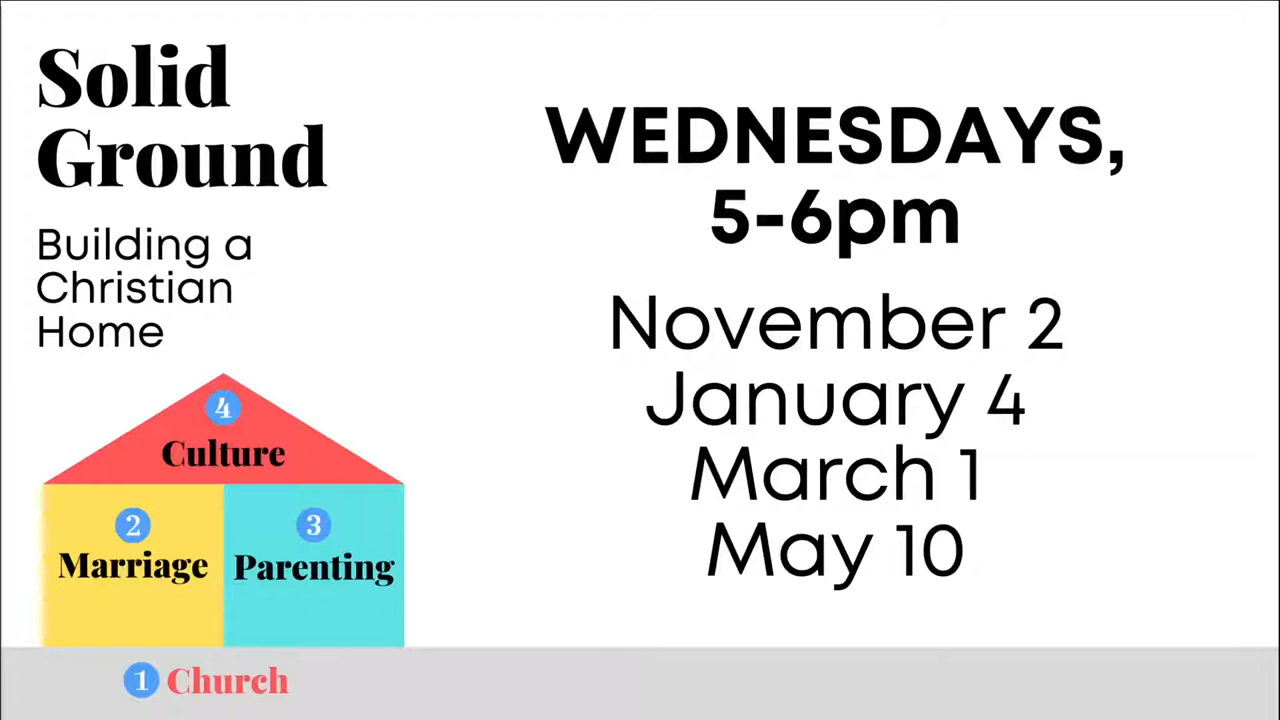 Solid
Ground
Building a
Christian
Home
4
Culture
2
Marriage
3
Parenting
1 Church
WEDNESDAYS,
5-6pm
November 2
January 4
March 1
May 10